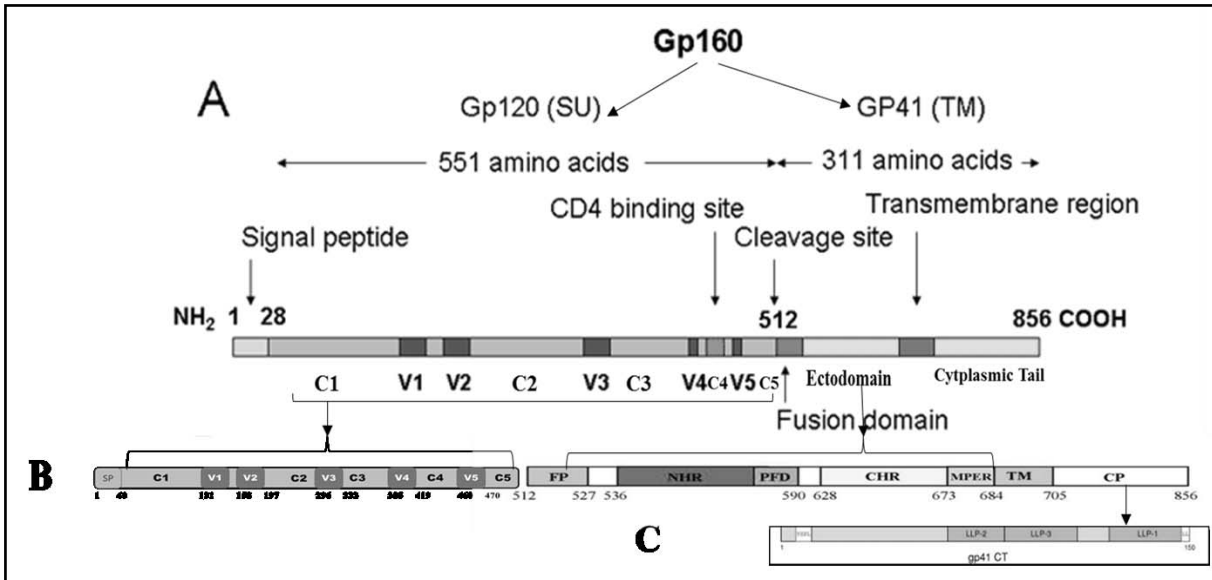 Gp160
A
Gp120 (SU) GP41 (TM)
551 amino acids 311 amino acids
CD4 binding site Transmembrane region
Signal peptide Cleavage site
NH2 1 28 512 856 COOH
C1 V1 V2 C2 V3 C3 V4 C4 V5 C5 Ectodomain Cytplasmic Tail
Fusion domain
B
SP C1 V1 V2 C2 V3 C3 V4 C4 V5 C5 FP NHR PFD CHR MPER TM CP
1 197 470 512 527 536 590 628 673 684 705 856
C
LLP-2 LLP-3 LLP-1
1 150
gp41 CT